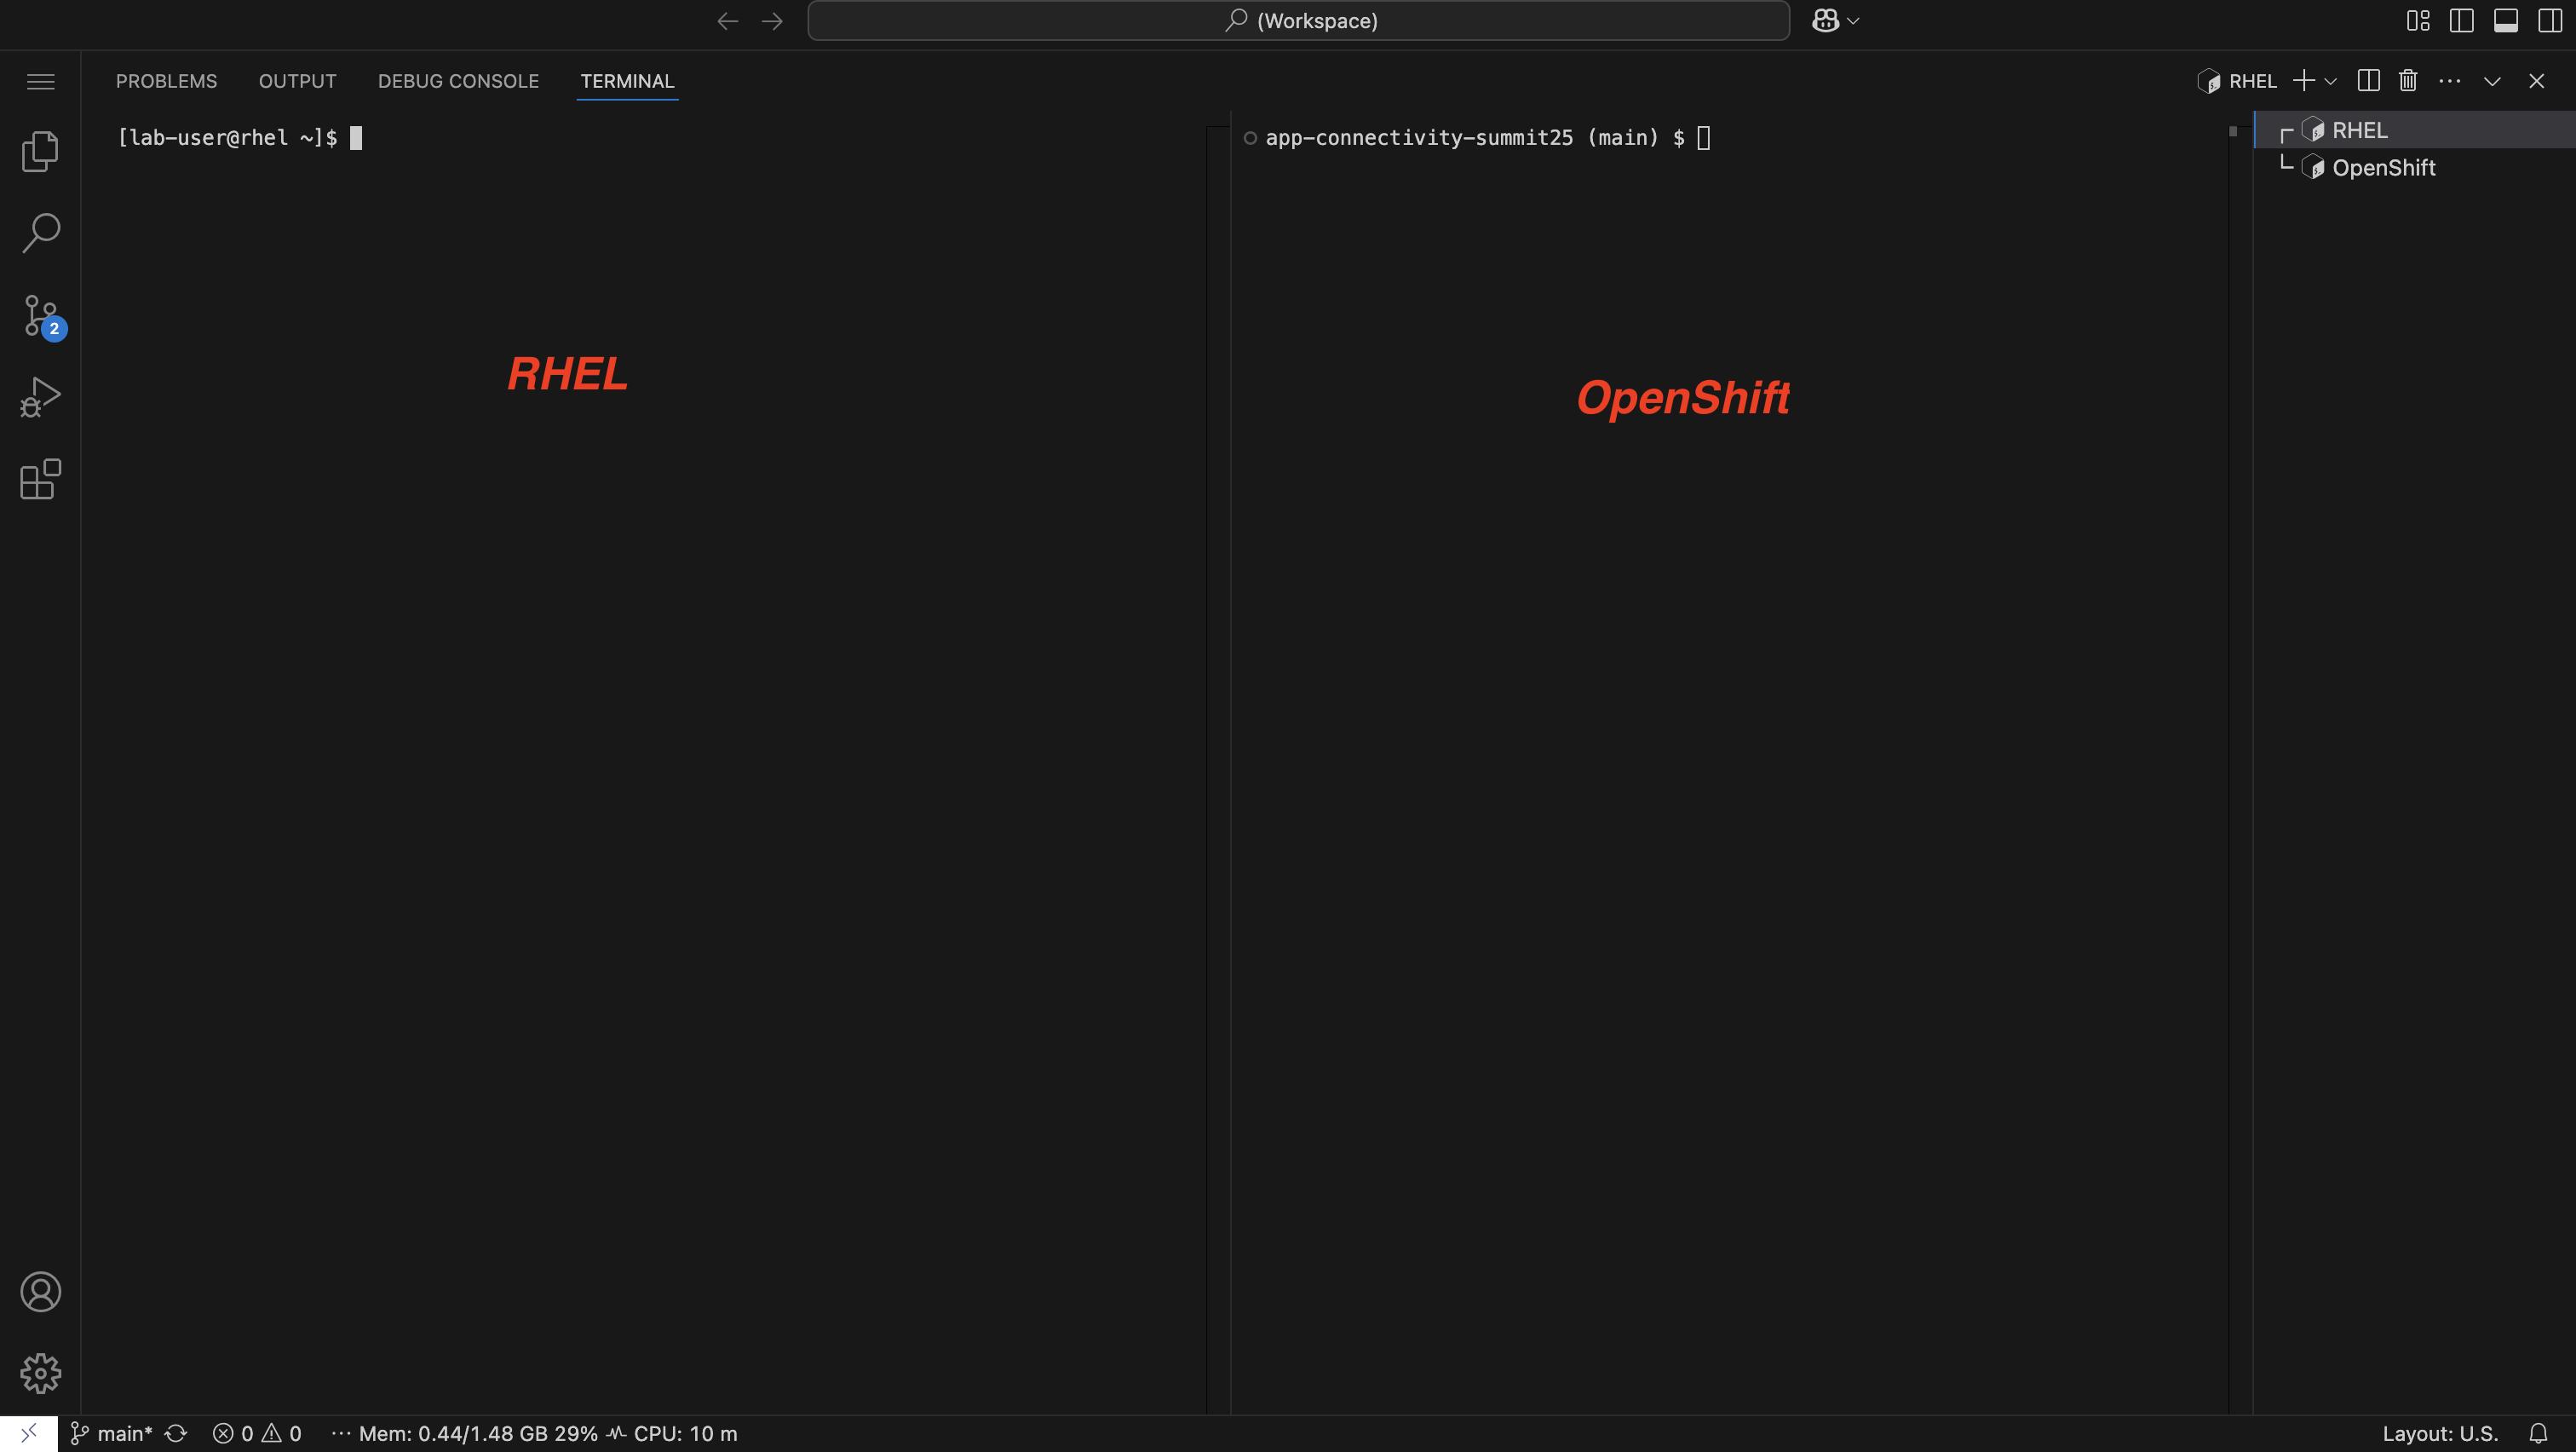 (Workspace)
PROBLEMS OUTPUT DEBUG CONSOLE TERMINAL
RHEL
[lab-user@rhel ~]$
app-connectivity-summit25 (main) $
RHEL
OpenShift
2
RHEL
OpenShift
main* 0 0 ··· Mem: 0.44/1.48 GB 29% CPU: 10 m
Layout: U.S.